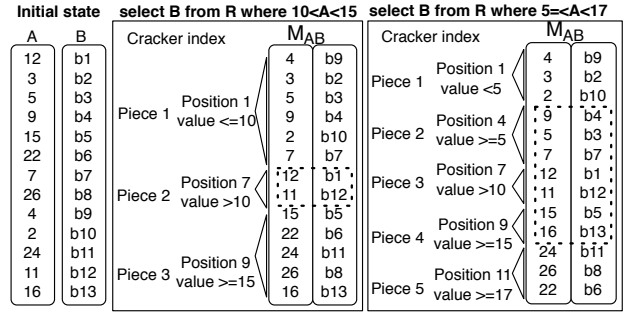 Initial state select B from R where 10<A<15 select B from R where 5=<A<17
A B
12 b1
3 b2
5 b3
9 b4
15 b5
22 b6
7 b7
26 b8
4 b9
2 b10
24 b11
11 b12
16 b13
Cracker index MAB
Piece 1 Position 1 value <=10
4 b9
3 b2
5 b3
9 b4
2 b10
7 b7
Piece 2 Position 7 value >10
12 b1
11 b12
Piece 3 Position 9 value >=15
15 b5
22 b6
24 b11
26 b8
16 b13
Cracker index MAB
Piece 1 Position 1 value <5
4 b9
3 b2
2 b10
Piece 2 Position 4 value >=5
9 b4
5 b3
7 b7
Piece 3 Position 7 value >10
12 b1
11 b12
Piece 4 Position 9 value >=15
15 b5
16 b13
Piece 5 Position 11 value >=17
24 b11
26 b8
22 b6